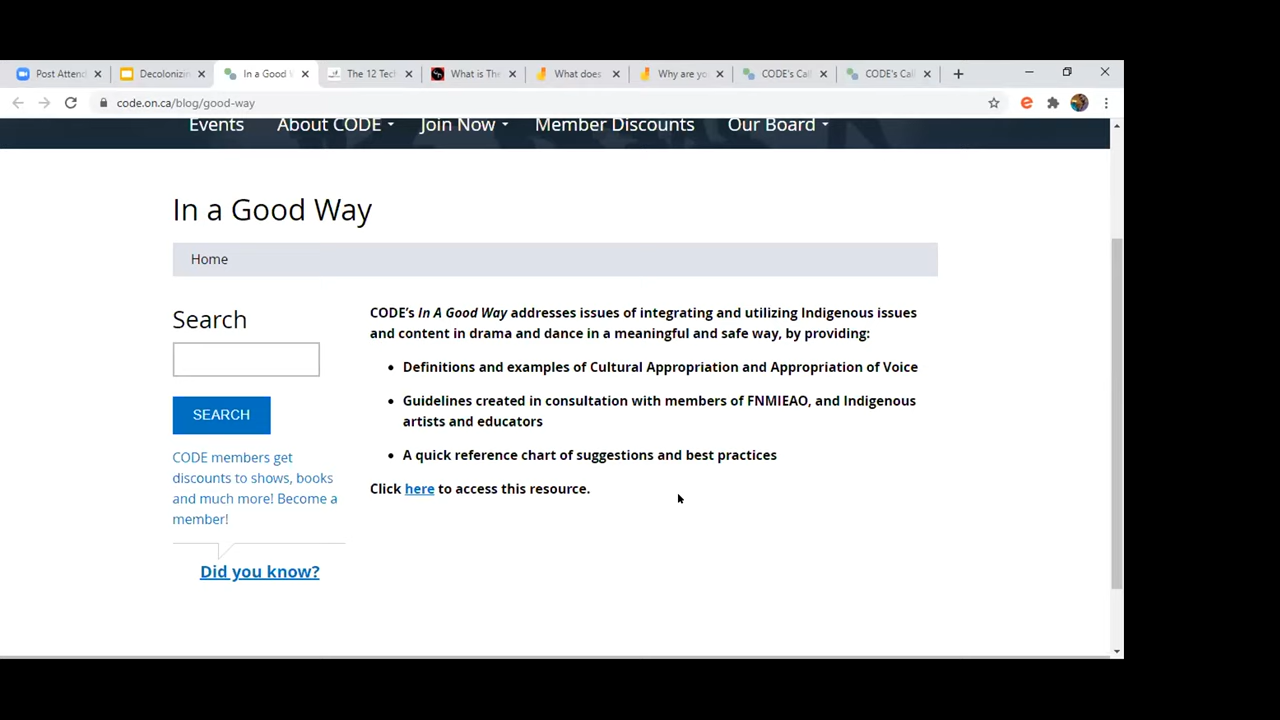 Post Attend
Decolonizin
In a Good W
The 12 Tech
What is The
What does
Why are yo
CODE's Cal
CODE's Cal
code.on.ca/blog/good-way
Events About CODE Join Now Member Discounts Our Board
In a Good Way
Home
Search
SEARCH
CODE members get
discounts to shows, books
and much more! Become a
member!
Did you know?
CODE's In A Good Way addresses issues of integrating and utilizing Indigenous issues
and content in drama and dance in a meaningful and safe way, by providing:
• Definitions and examples of Cultural Appropriation and Appropriation of Voice
• Guidelines created in consultation with members of FNMIEAO, and Indigenous
artists and educators
• A quick reference chart of suggestions and best practices
Click here to access this resource.